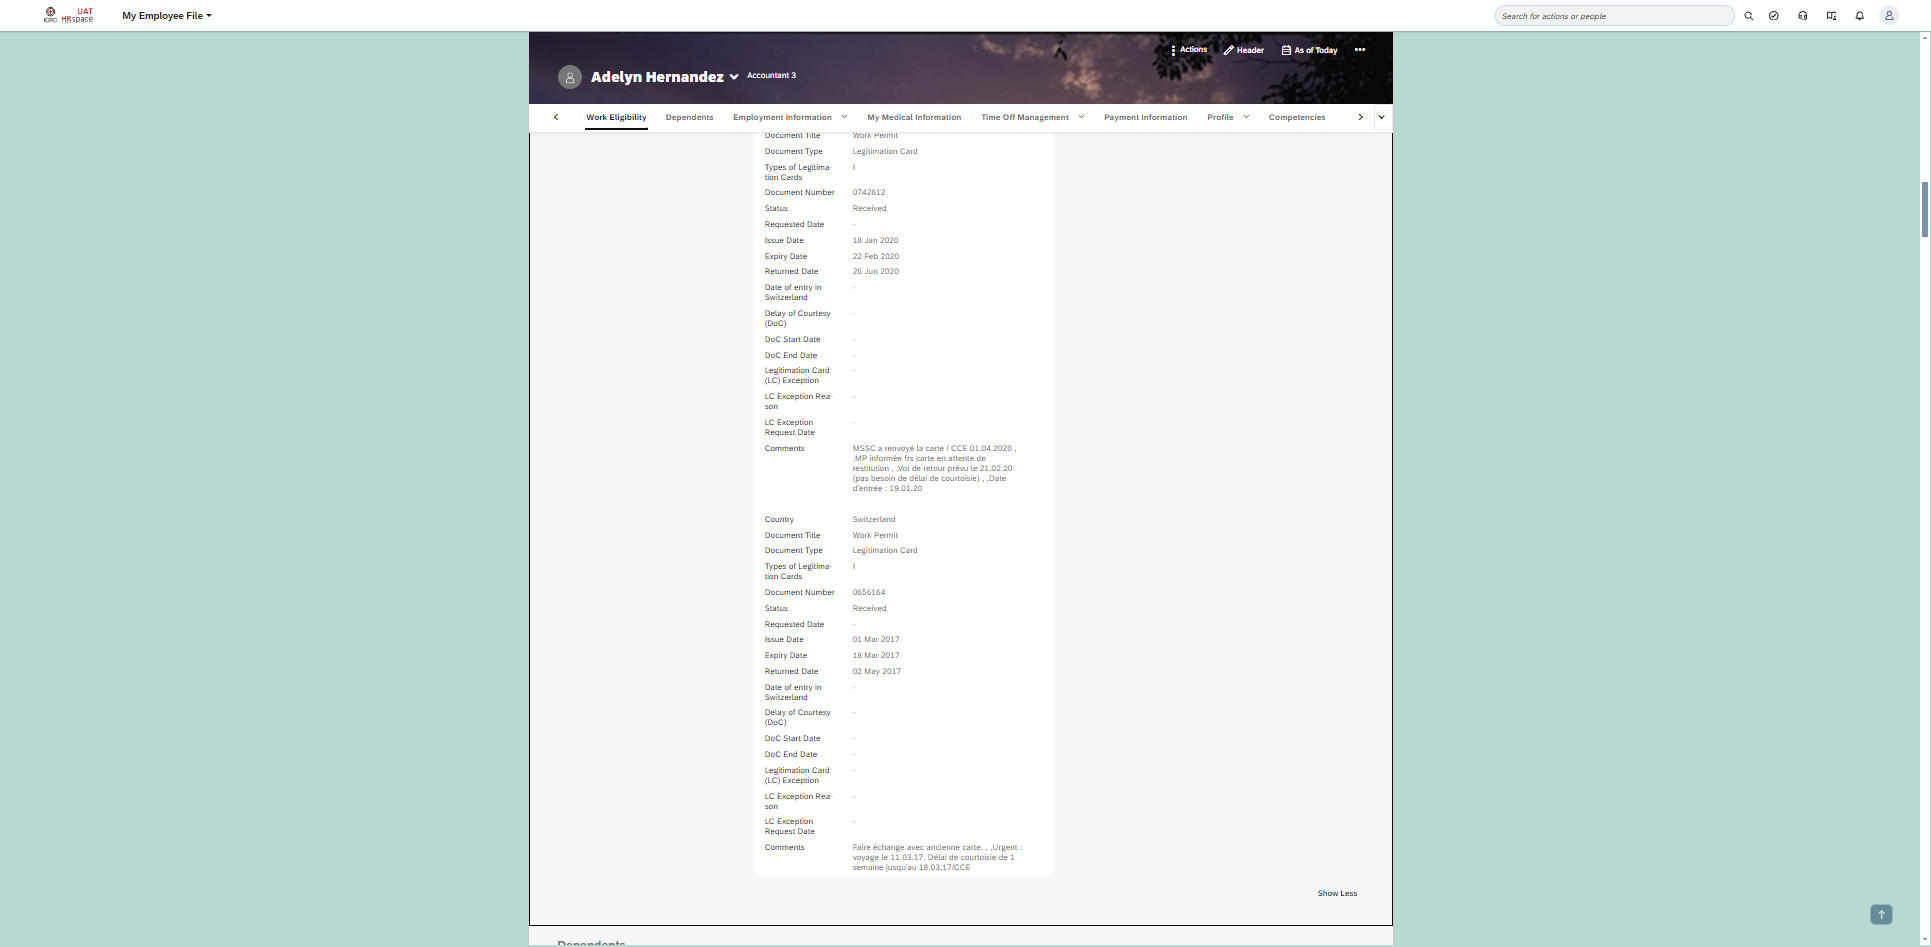 UAT
ICRC HRspace
My Employee File
Search for actions or people
Actions
Header
As of Today
Adelyn Hernandez
Accountant 3
Work Eligibility
Dependents
Employment Information
My Medical Information
Time Off Management
Payment Information
Profile
Competencies
Document Title Work Permit
Document Type Legitimation Card
Types of Legitima- I
tion Cards
Document Number 0742612
Status Received
Requested Date -
Issue Date 18 Jan 2020
Expiry Date 22 Feb 2020
Returned Date 26 Jun 2020
Date of entry in -
Switzerland
Delay of Courtesy -
(DoC)
DoC Start Date -
DoC End Date -
Legitimation Card -
(LC) Exception
LC Exception Rea- -
son
LC Exception -
Request Date
Comments MSSC a renvoyé la carte / CCE 01.04.2020 ,
,MP informée frs carte en attente de
restitution , ,Vol de retour prévu le 21.02.20
(pas besoin de délai de courtoisie) , ,Date
d'entrée : 19.01.20
Country Switzerland
Document Title Work Permit
Document Type Legitimation Card
Types of Legitima- I
tion Cards
Document Number 0656164
Status Received
Requested Date -
Issue Date 01 Mar 2017
Expiry Date 18 Mar 2017
Returned Date 02 May 2017
Date of entry in -
Switzerland
Delay of Courtesy -
(DoC)
DoC Start Date -
DoC End Date -
Legitimation Card -
(LC) Exception
LC Exception Rea- -
son
LC Exception -
Request Date
Comments Faire échange avec ancienne carte. , ,Urgent :
voyage le 11.03.17. Délai de courtoisie de 1
semaine jusqu'au 18.03.17/CCE
Show Less
Dependents